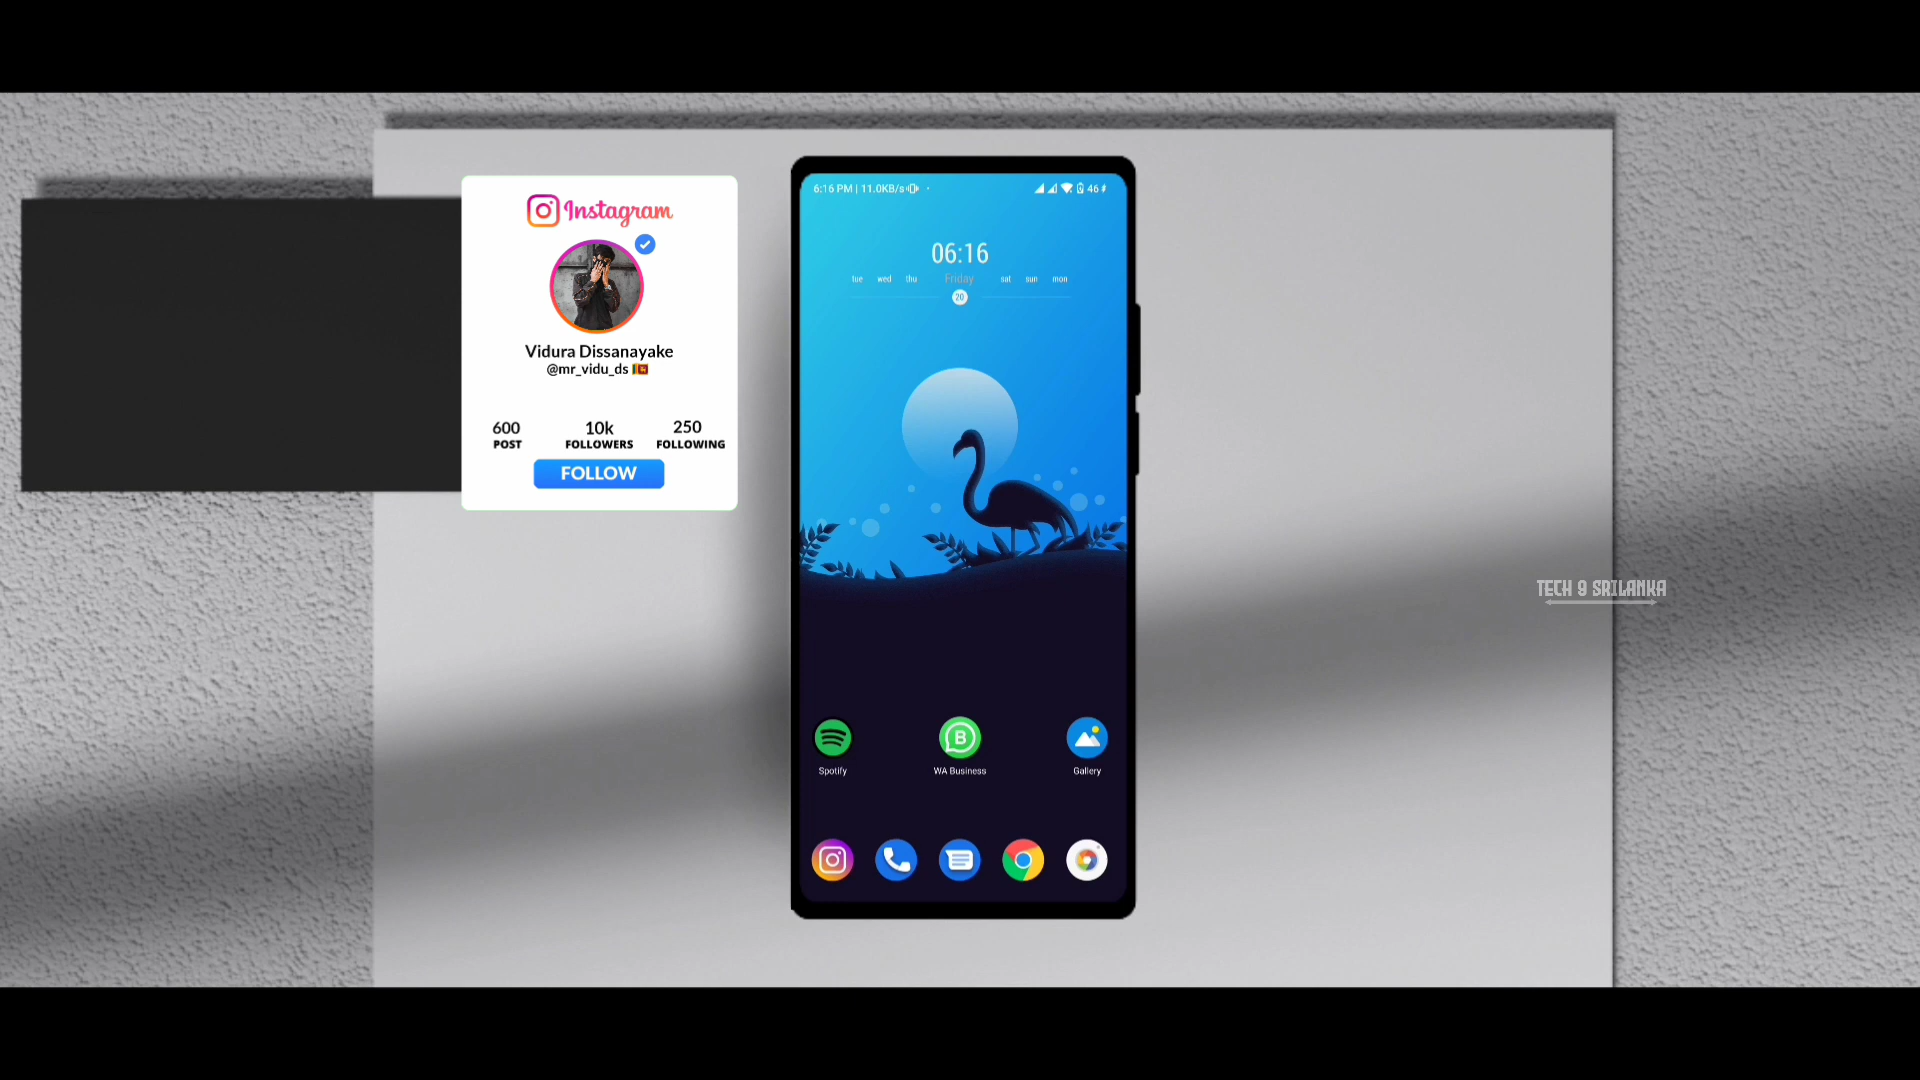 Instagram
Vidura Dissanayake
@mr_vidu_ds
600
POST
10k
FOLLOWERS
250
FOLLOWING
FOLLOW
6:16 PM | 11.0KB/s
46
06:16
tue wed thu Friday sat sun mon
20
Spotify
WA Business
Gallery
TECH 9 SRILANKA